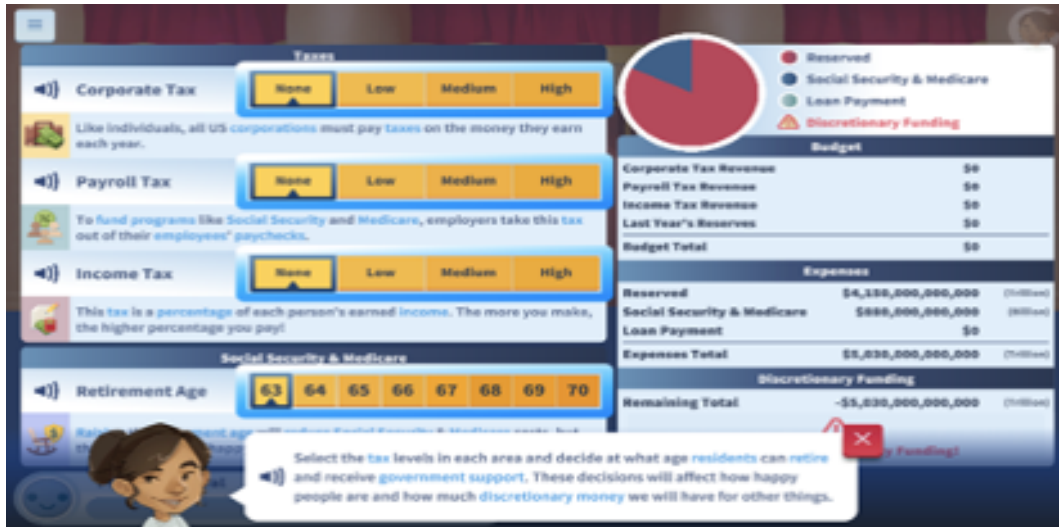 Taxes
Corporate Tax
None Low Medium High
Like individuals, all US corporations must pay taxes on the money they earn
each year.
Payroll Tax
None Low Medium High
To fund programs like Social Security and Medicare, employers take this tax
out of their employees' paychecks.
Income Tax
None Low Medium High
This tax is a percentage of each person's earned income. The more you make,
the higher percentage you pay!
Social Security & Medicare
Retirement Age
63 64 65 66 67 68 69 70
Select the tax levels in each area and decide at what age residents can retire
and receive government support. These decisions will affect how happy
people are and how much discretionary money we will have for other things.
Reserved
Social Security & Medicare
Loan Payment
Discretionary Funding
Budget
Corporate Tax Revenue $0
Payroll Tax Revenue $0
Income Tax Revenue $0
Last Year's Reserves $0
Budget Total $0
Expenses
Reserved (Trillion)
Social Security & Medicare (Billion)
Loan Payment $0
Expenses Total $5,030,000,000,000 (Trillion)
Discretionary Funding
Remaining Total -$5,030,000,000,000 (Trillion)
Funding!